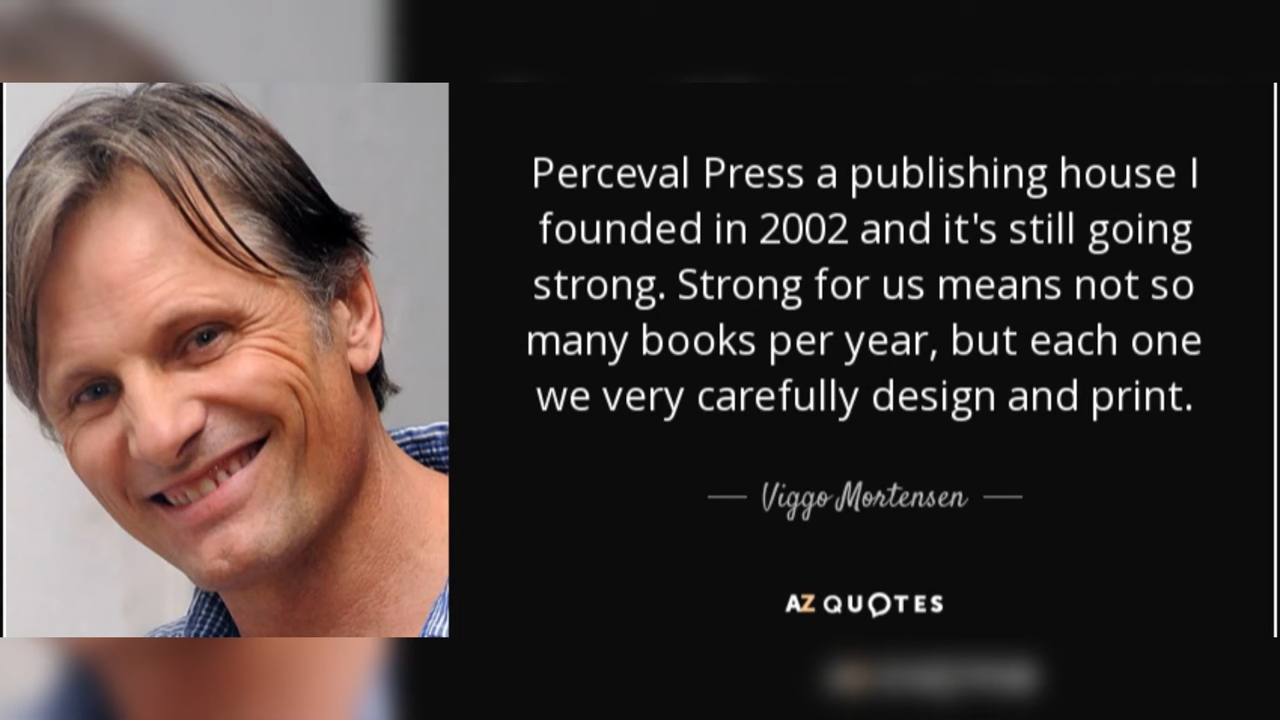 Perceval Press a publishing house I
founded in 2002 and it's still going
strong. Strong for us means not so
many books per year, but each one
we very carefully design and print.
Viggo Mortensen
AZ QUOTES